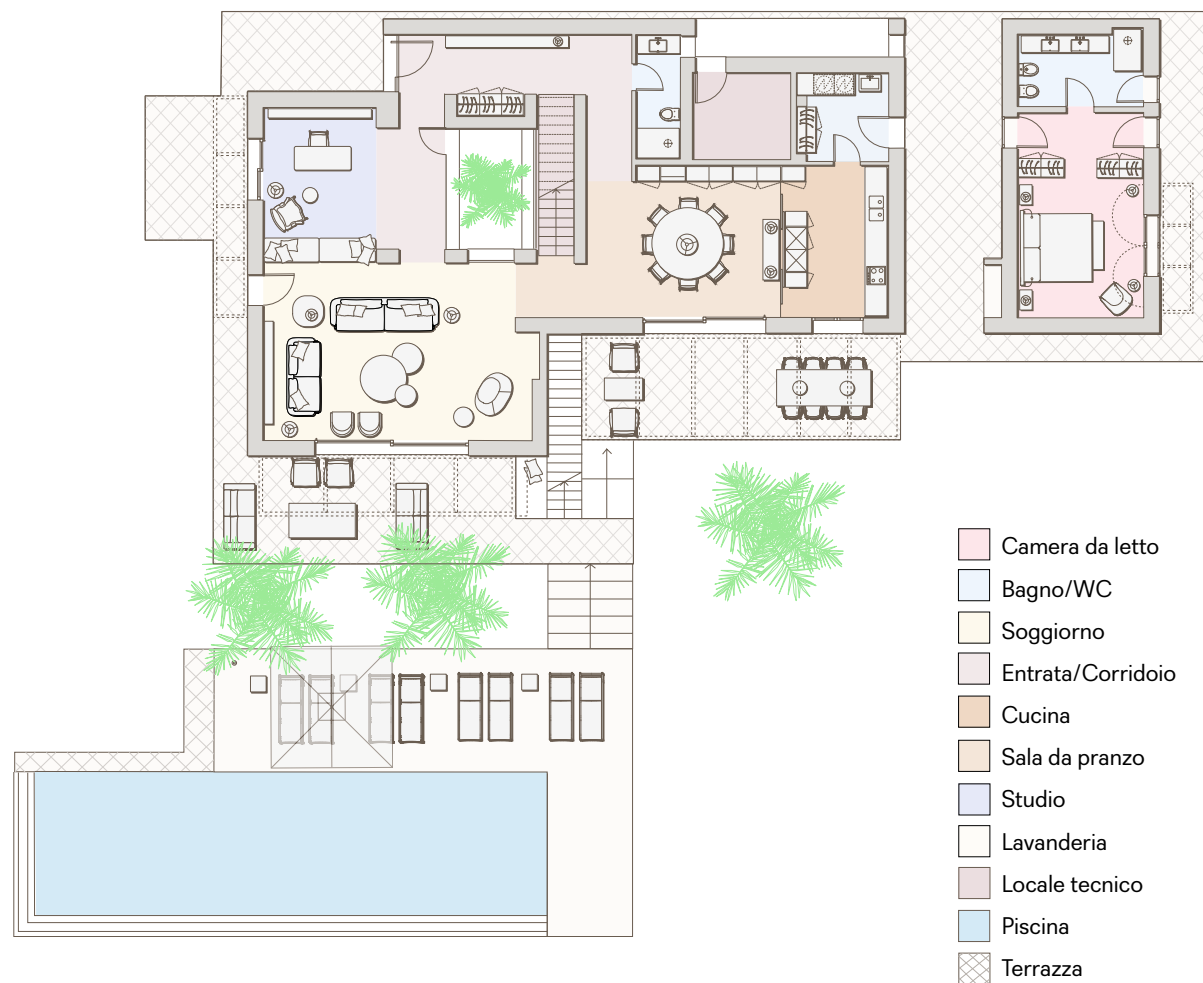 Camera da letto
Bagno/WC
Soggiorno
Entrata/Corridoio
Cucina
Sala da pranzo
Studio
Lavanderia
Locale tecnico
Piscina
Terrazza